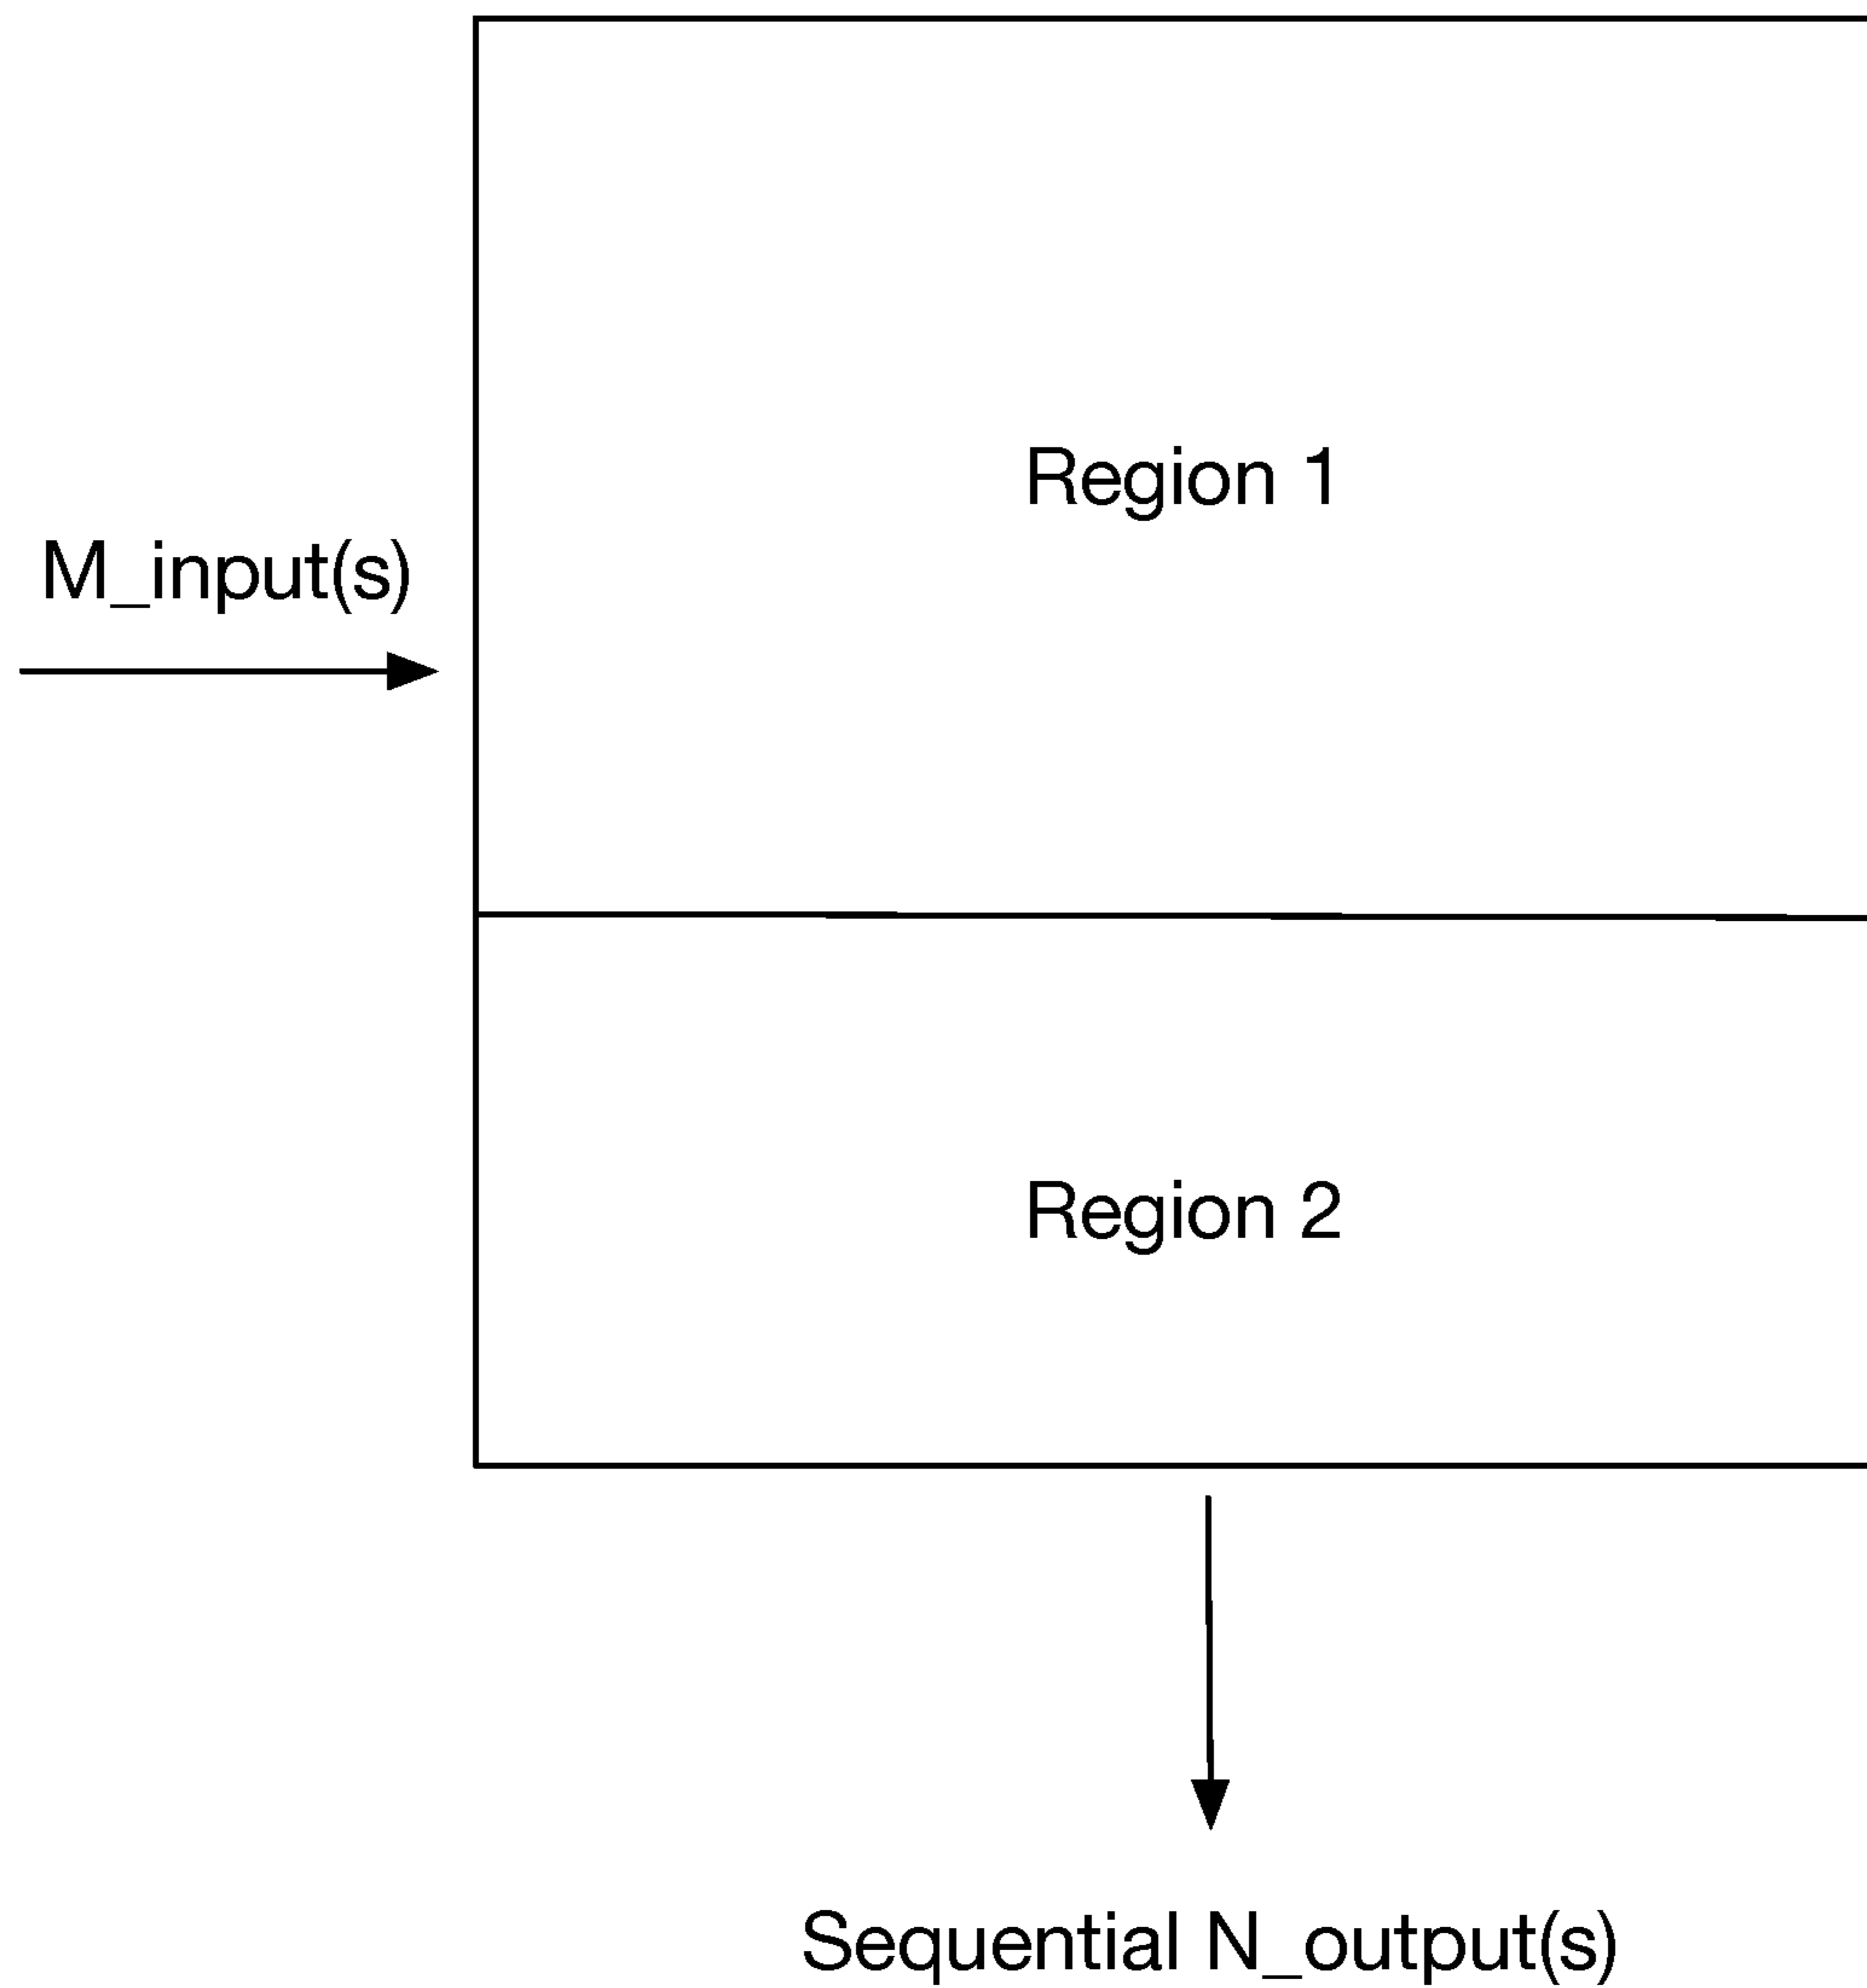 Region 1
M_input(s)
Region 2
Sequential N_output(s)